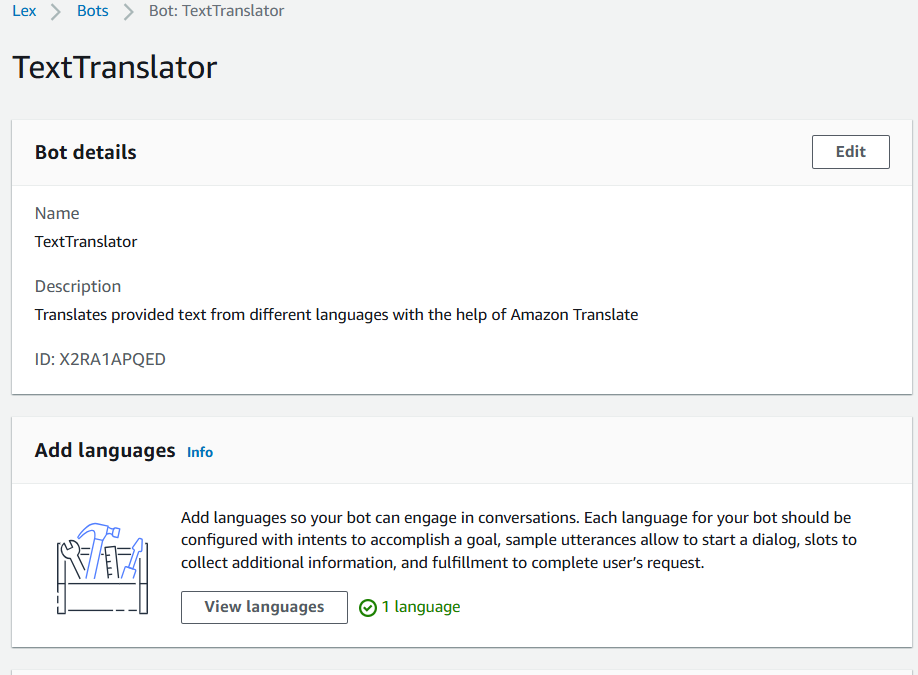 Lex > Bots > Bot: TextTranslator
TextTranslator
Bot details
Edit
Name
TextTranslator
Description
Translates provided text from different languages with the help of Amazon Translate
ID: X2RA1APQED
Add languages Info
Add languages so your bot can engage in conversations. Each language for your bot should be
configured with intents to accomplish a goal, sample utterances allow to start a dialog, slots to
collect additional information, and fulfillment to complete user’s request.
View languages 1 language